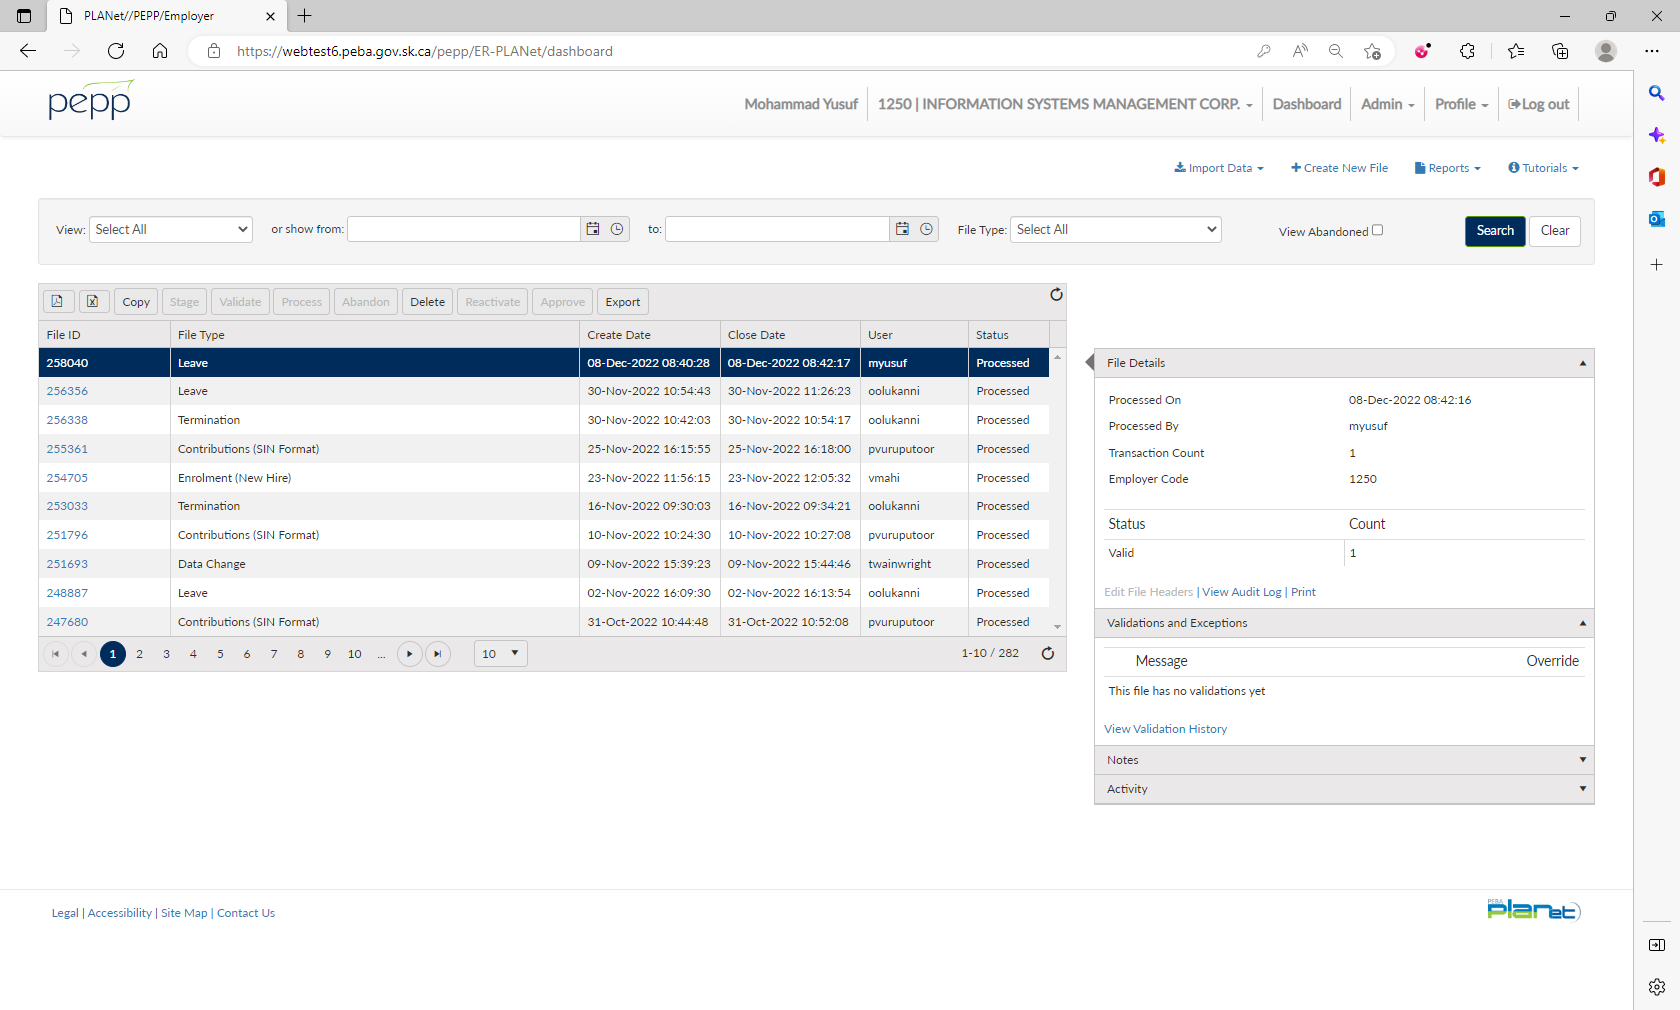 PLANet//PEPP/Employer
https://webtest6.peba.gov.sk.ca/pepp/ER-PLANet/dashboard
pepp
Mohammad Yusuf 1250 | INFORMATION SYSTEMS MANAGEMENT CORP. Dashboard Admin Profile Log out
Import Data Create New File Reports Tutorials
View: Select All or show from: to: File Type: Select All View Abandoned Search Clear
Copy Stage Validate Process Abandon Delete Reactivate Approve Export
File ID File Type Create Date Close Date User Status
258040 Leave 08-Dec-2022 08:40:28 08-Dec-2022 08:42:17 myusuf Processed
256356 Leave 30-Nov-2022 10:54:43 30-Nov-2022 11:26:23 oolukanni Processed
256338 Termination 30-Nov-2022 10:42:03 30-Nov-2022 10:54:17 oolukanni Processed
255361 Contributions (SIN Format) 25-Nov-2022 16:15:55 25-Nov-2022 16:18:00 pvuruputoor Processed
254705 Enrolment (New Hire) 23-Nov-2022 11:56:15 23-Nov-2022 12:05:32 vmahi Processed
253033 Termination 16-Nov-2022 09:30:03 16-Nov-2022 09:34:21 oolukanni Processed
251796 Contributions (SIN Format) 10-Nov-2022 10:24:30 10-Nov-2022 10:27:08 pvuruputoor Processed
251693 Data Change 09-Nov-2022 15:39:23 09-Nov-2022 15:44:46 twainwright Processed
248887 Leave 02-Nov-2022 16:09:30 02-Nov-2022 16:13:54 oolukanni Processed
247680 Contributions (SIN Format) 31-Oct-2022 10:44:48 31-Oct-2022 10:52:08 pvuruputoor Processed
1 2 3 4 5 6 7 8 9 10 ... 10 1-10 / 282
File Details
Processed On 08-Dec-2022 08:42:16
Processed By myusuf
Transaction Count 1
Employer Code 1250
Status Count
Valid 1
Edit File Headers | View Audit Log | Print
Validations and Exceptions
Message Override
This file has no validations yet
View Validation History
Notes
Activity
Legal | Accessibility | Site Map | Contact Us
PEBA
planet